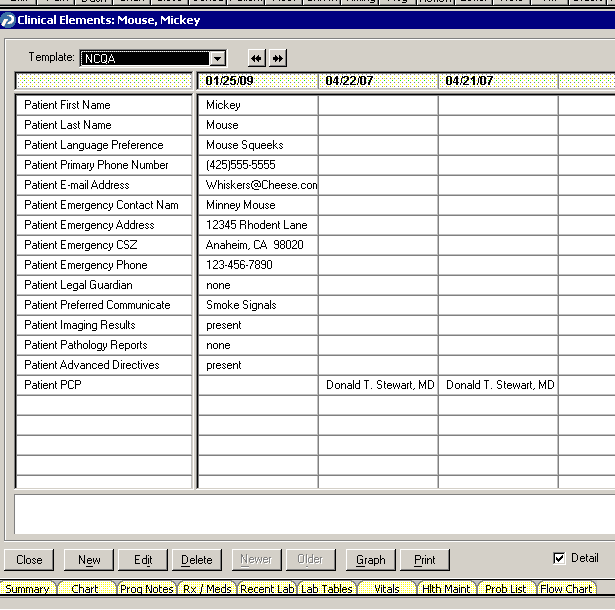 Clinical Elements: Mouse, Mickey
Template: NCQA
01/25/09 04/22/07 04/21/07
Patient First Name Mickey
Patient Last Name Mouse
Patient Language Preference Mouse Squeeks
Patient Primary Phone Number (425)555-5555
Patient E-mail Address Whiskers@Cheese.con
Patient Emergency Contact Nam Minney Mouse
Patient Emergency Address 12345 Rhodent Lane
Patient Emergency CSZ Anaheim, CA 98020
Patient Emergency Phone 123-456-7890
Patient Legal Guardian none
Patient Preferred Communicate Smoke Signals
Patient Imaging Results present
Patient Pathology Reports none
Patient Advanced Directives present
Patient PCP Donald T. Stewart, MD Donald T. Stewart, MD
Close New Edit Delete Newer Older Graph Print Detail
Summary Chart Prog Notes Rx / Meds Recent Lab Lab Tables Vitals Hlth Maint Prob List Flow Chart